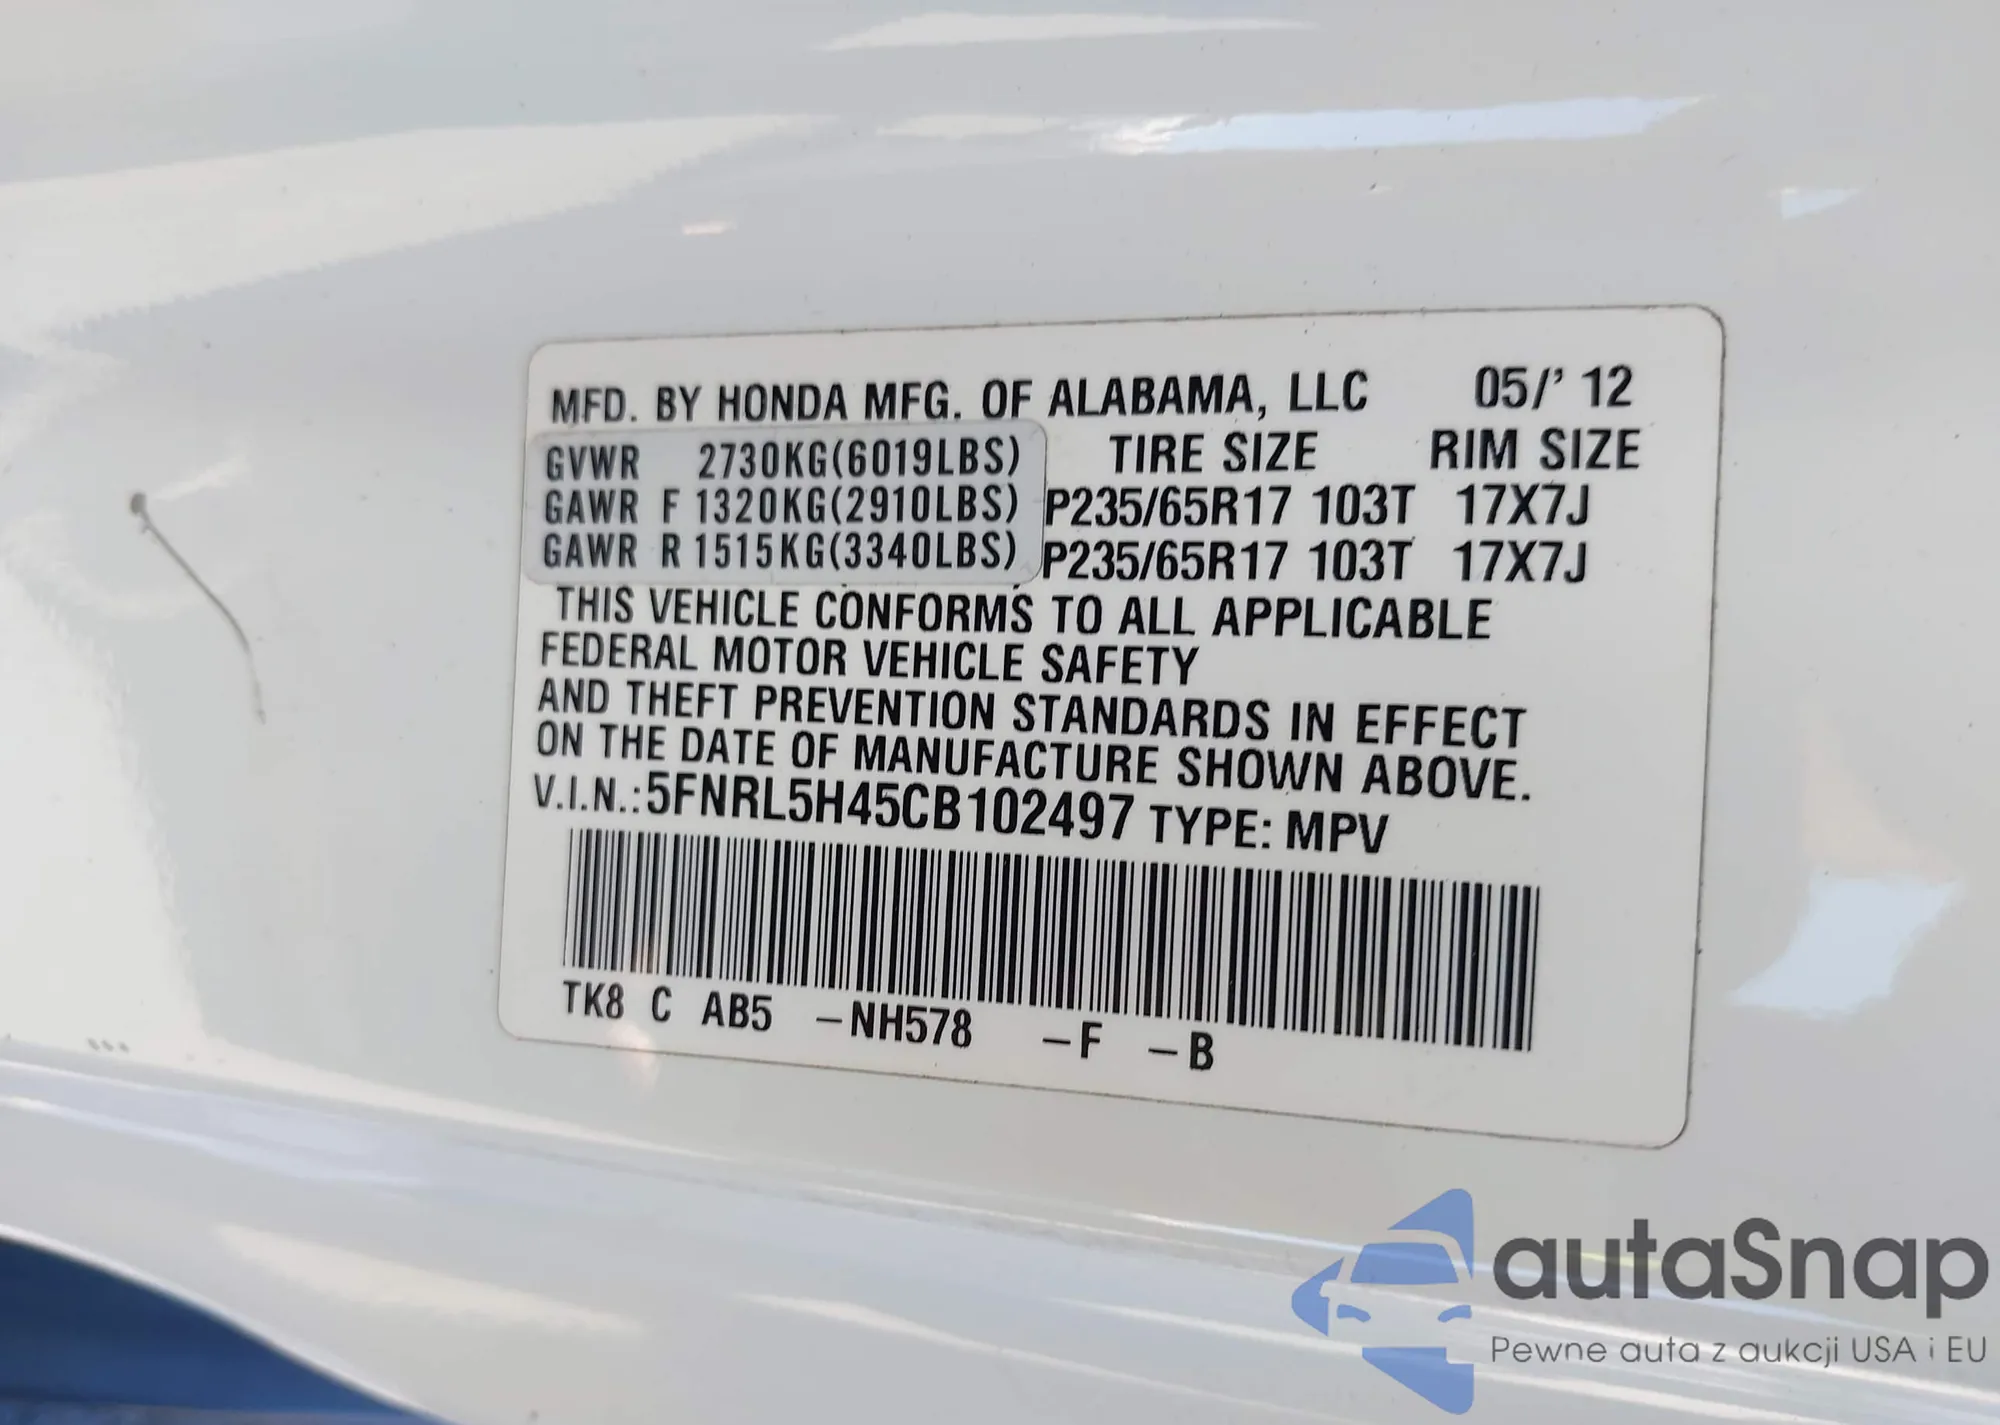 MFD. BY HONDA MFG. OF ALABAMA, LLC 05/' 12
GVWR 2730KG(6019LBS) TIRE SIZE RIM SIZE
GAWR F 1320KG(2910LBS) P235/65R17 103T 17X7J
GAWR R 1515KG(3340LBS) P235/65R17 103T 17X7J
THIS VEHICLE CONFORMS TO ALL APPLICABLE
FEDERAL MOTOR VEHICLE SAFETY
AND THEFT PREVENTION STANDARDS IN EFFECT
ON THE DATE OF MANUFACTURE SHOWN ABOVE.
V.I.N.:5FNRL5H45CB102497 TYPE: MPV
TK8 C AB5 –NH578 –F –B
autaSnap
Pewne auta z aukcji USA i EU